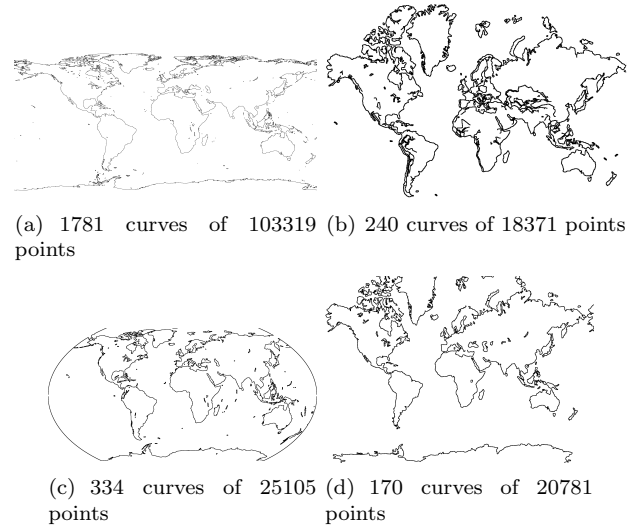 (a) 1781 curves of 103319 points
(b) 240 curves of 18371 points
(c) 334 curves of 25105 points
(d) 170 curves of 20781 points